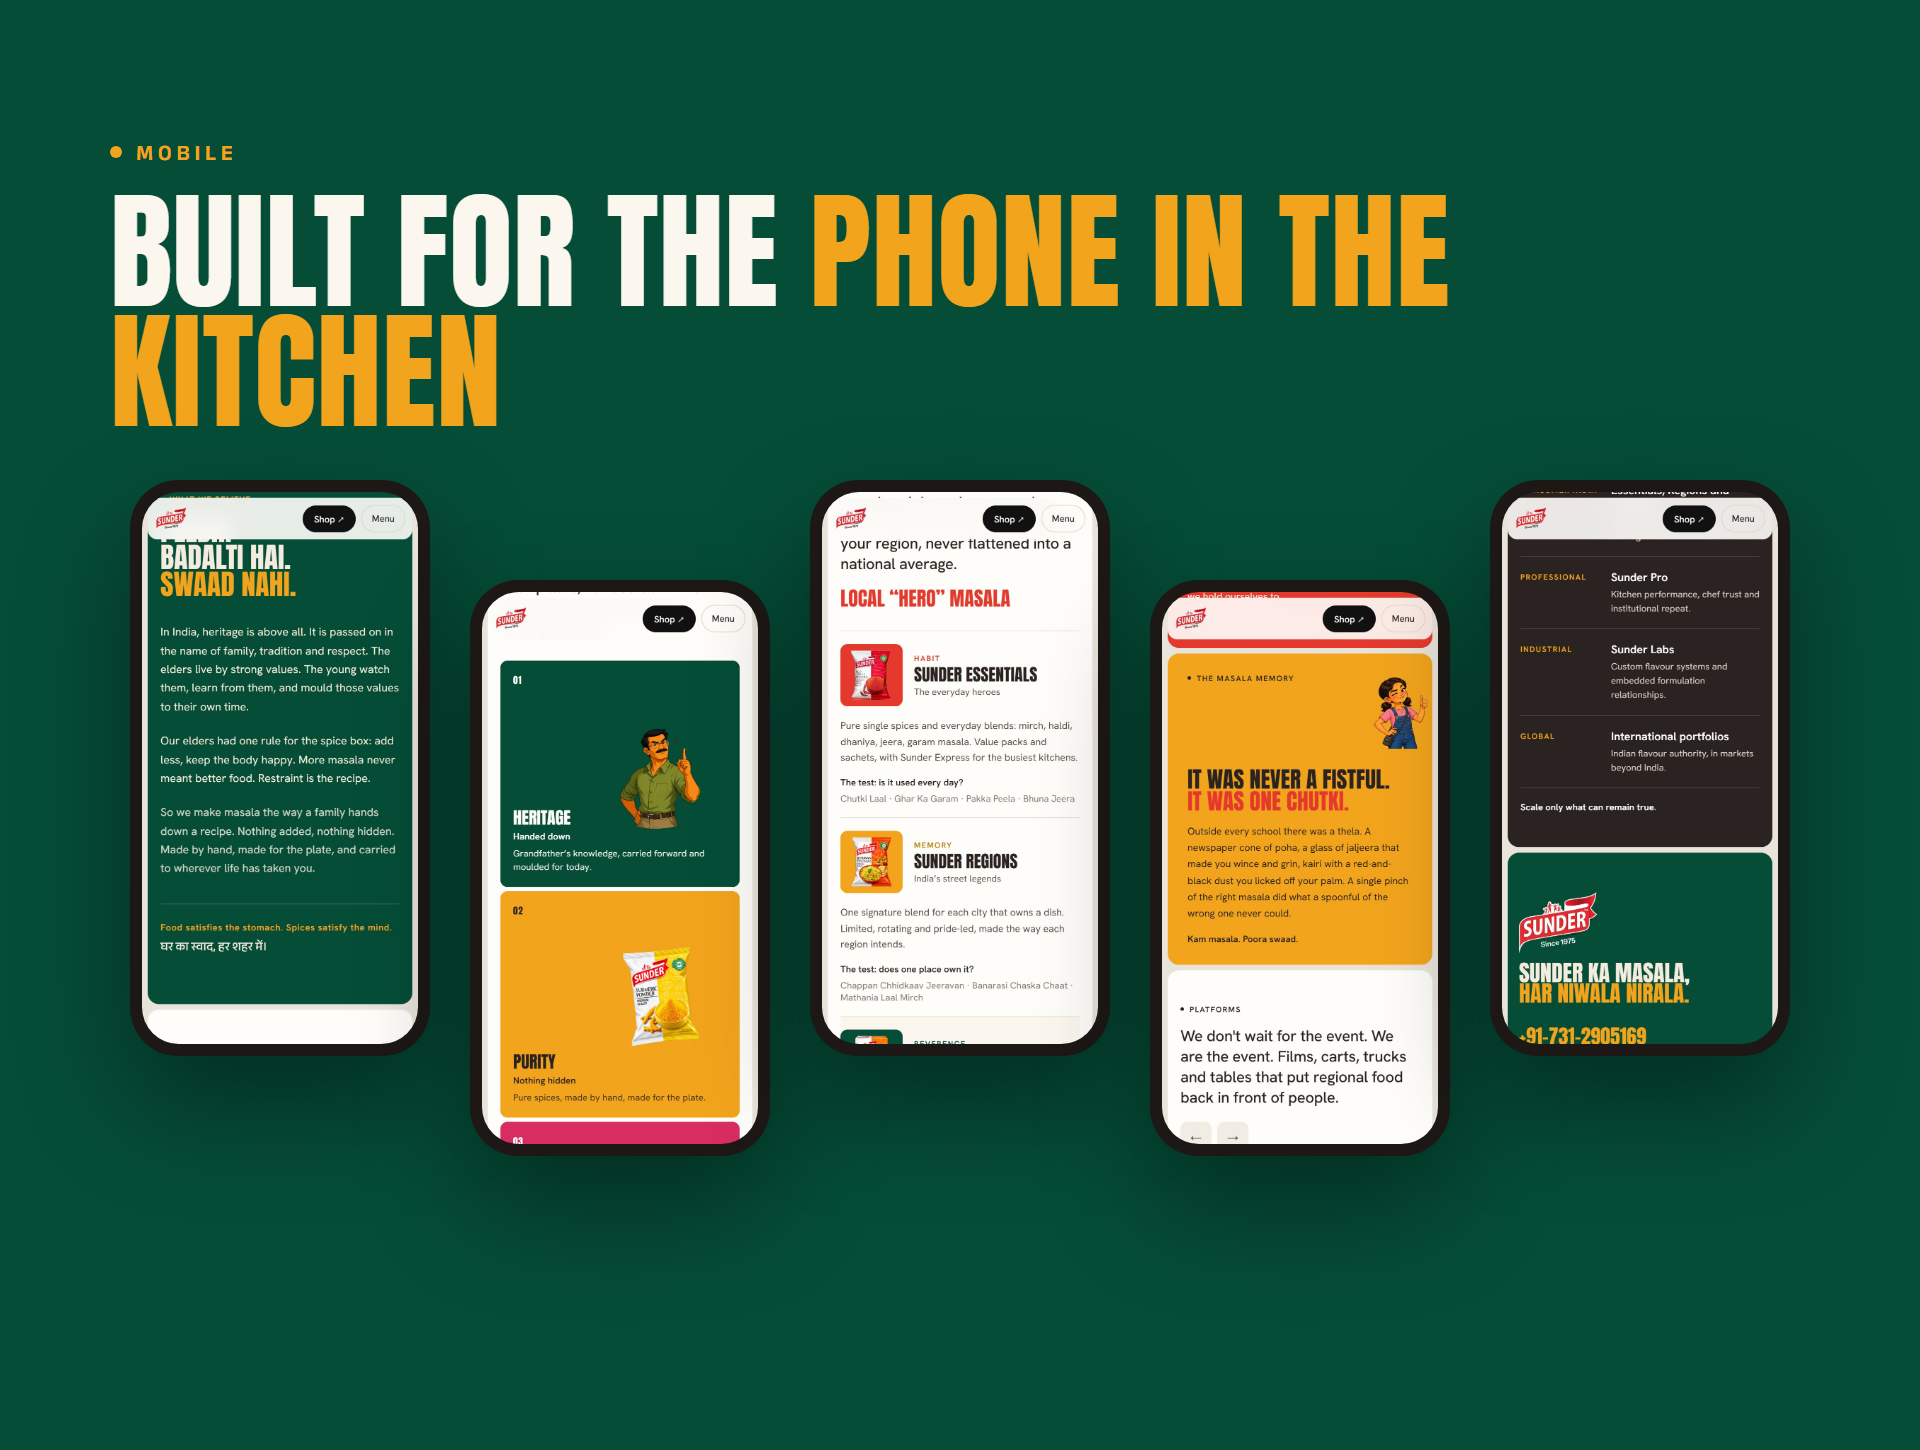 MOBILE
BUILT FOR THE PHONE IN THE
KITCHEN
SUNDER
Shop ↗
Menu
BADALTI HAI.
SWAAD NAHI.
In India, heritage is above all. It is passed on in
the name of family, tradition and respect. The
elders live by strong values. The young watch
them, learn from them, and mould those values
to their own time.
Our elders had one rule for the spice box: add
less, keep the body happy. More masala never
meant better food. Restraint is the recipe.
So we make masala the way a family hands
down a recipe. Nothing added, nothing hidden.
Made by hand, made for the plate, and carried
to wherever life has taken you.
Food satisfies the stomach. Spices satisfy the mind.
घर का स्वाद, हर शहर में।
SUNDER
Shop ↗
Menu
01
HERITAGE
Handed down
Grandfather's knowledge, carried forward and
moulded for today.
02
SUNDER
PURITY
Nothing hidden
Pure spices, made by hand, made for the plate.
03
SUNDER
Shop ↗
Menu
your region, never flattened into a
national average.
LOCAL “HERO” MASALA
HABIT
SUNDER ESSENTIALS
The everyday heroes
Pure single spices and everyday blends: mirch, haldi,
dhaniya, jeera, garam masala. Value packs and
sachets, with Sunder Express for the busiest kitchens.
The test: is it used every day?
Chutki Laal · Ghar Ka Garam · Pakka Peela · Bhuna Jeera
MEMORY
SUNDER REGIONS
India's street legends
One signature blend for each city that owns a dish.
Limited, rotating and pride-led, made the way each
region intends.
The test: does one place own it?
Chappan Chhidkaav Jeeravan · Banarasi Chaska Chaat ·
Mathania Laal Mirch
REVERENCE
we hold ourselves to
SUNDER
Shop ↗
Menu
THE MASALA MEMORY
IT WAS NEVER A FISTFUL.
IT WAS ONE CHUTKI.
Outside every school there was a thela. A
newspaper cone of poha, a glass of jaljeera that
made you wince and grin, kairi with a red-and-
black dust you licked off your palm. A single pinch
of the right masala did what a spoonful of the
wrong one never could.
Kam masala. Poora swaad.
PLATFORMS
We don't wait for the event. We
are the event. Films, carts, trucks
and tables that put regional food
back in front of people.
← →
Essentials, Regions and
SUNDER
Shop ↗
Menu
PROFESSIONAL
Sunder Pro
Kitchen performance, chef trust and
institutional repeat.
INDUSTRIAL
Sunder Labs
Custom flavour systems and
embedded formulation
relationships.
GLOBAL
International portfolios
Indian flavour authority, in markets
beyond India.
Scale only what can remain true.
SUNDER
Since 1975
SUNDER KA MASALA,
HAR NIWALA NIRALA.
+91-731-2905169